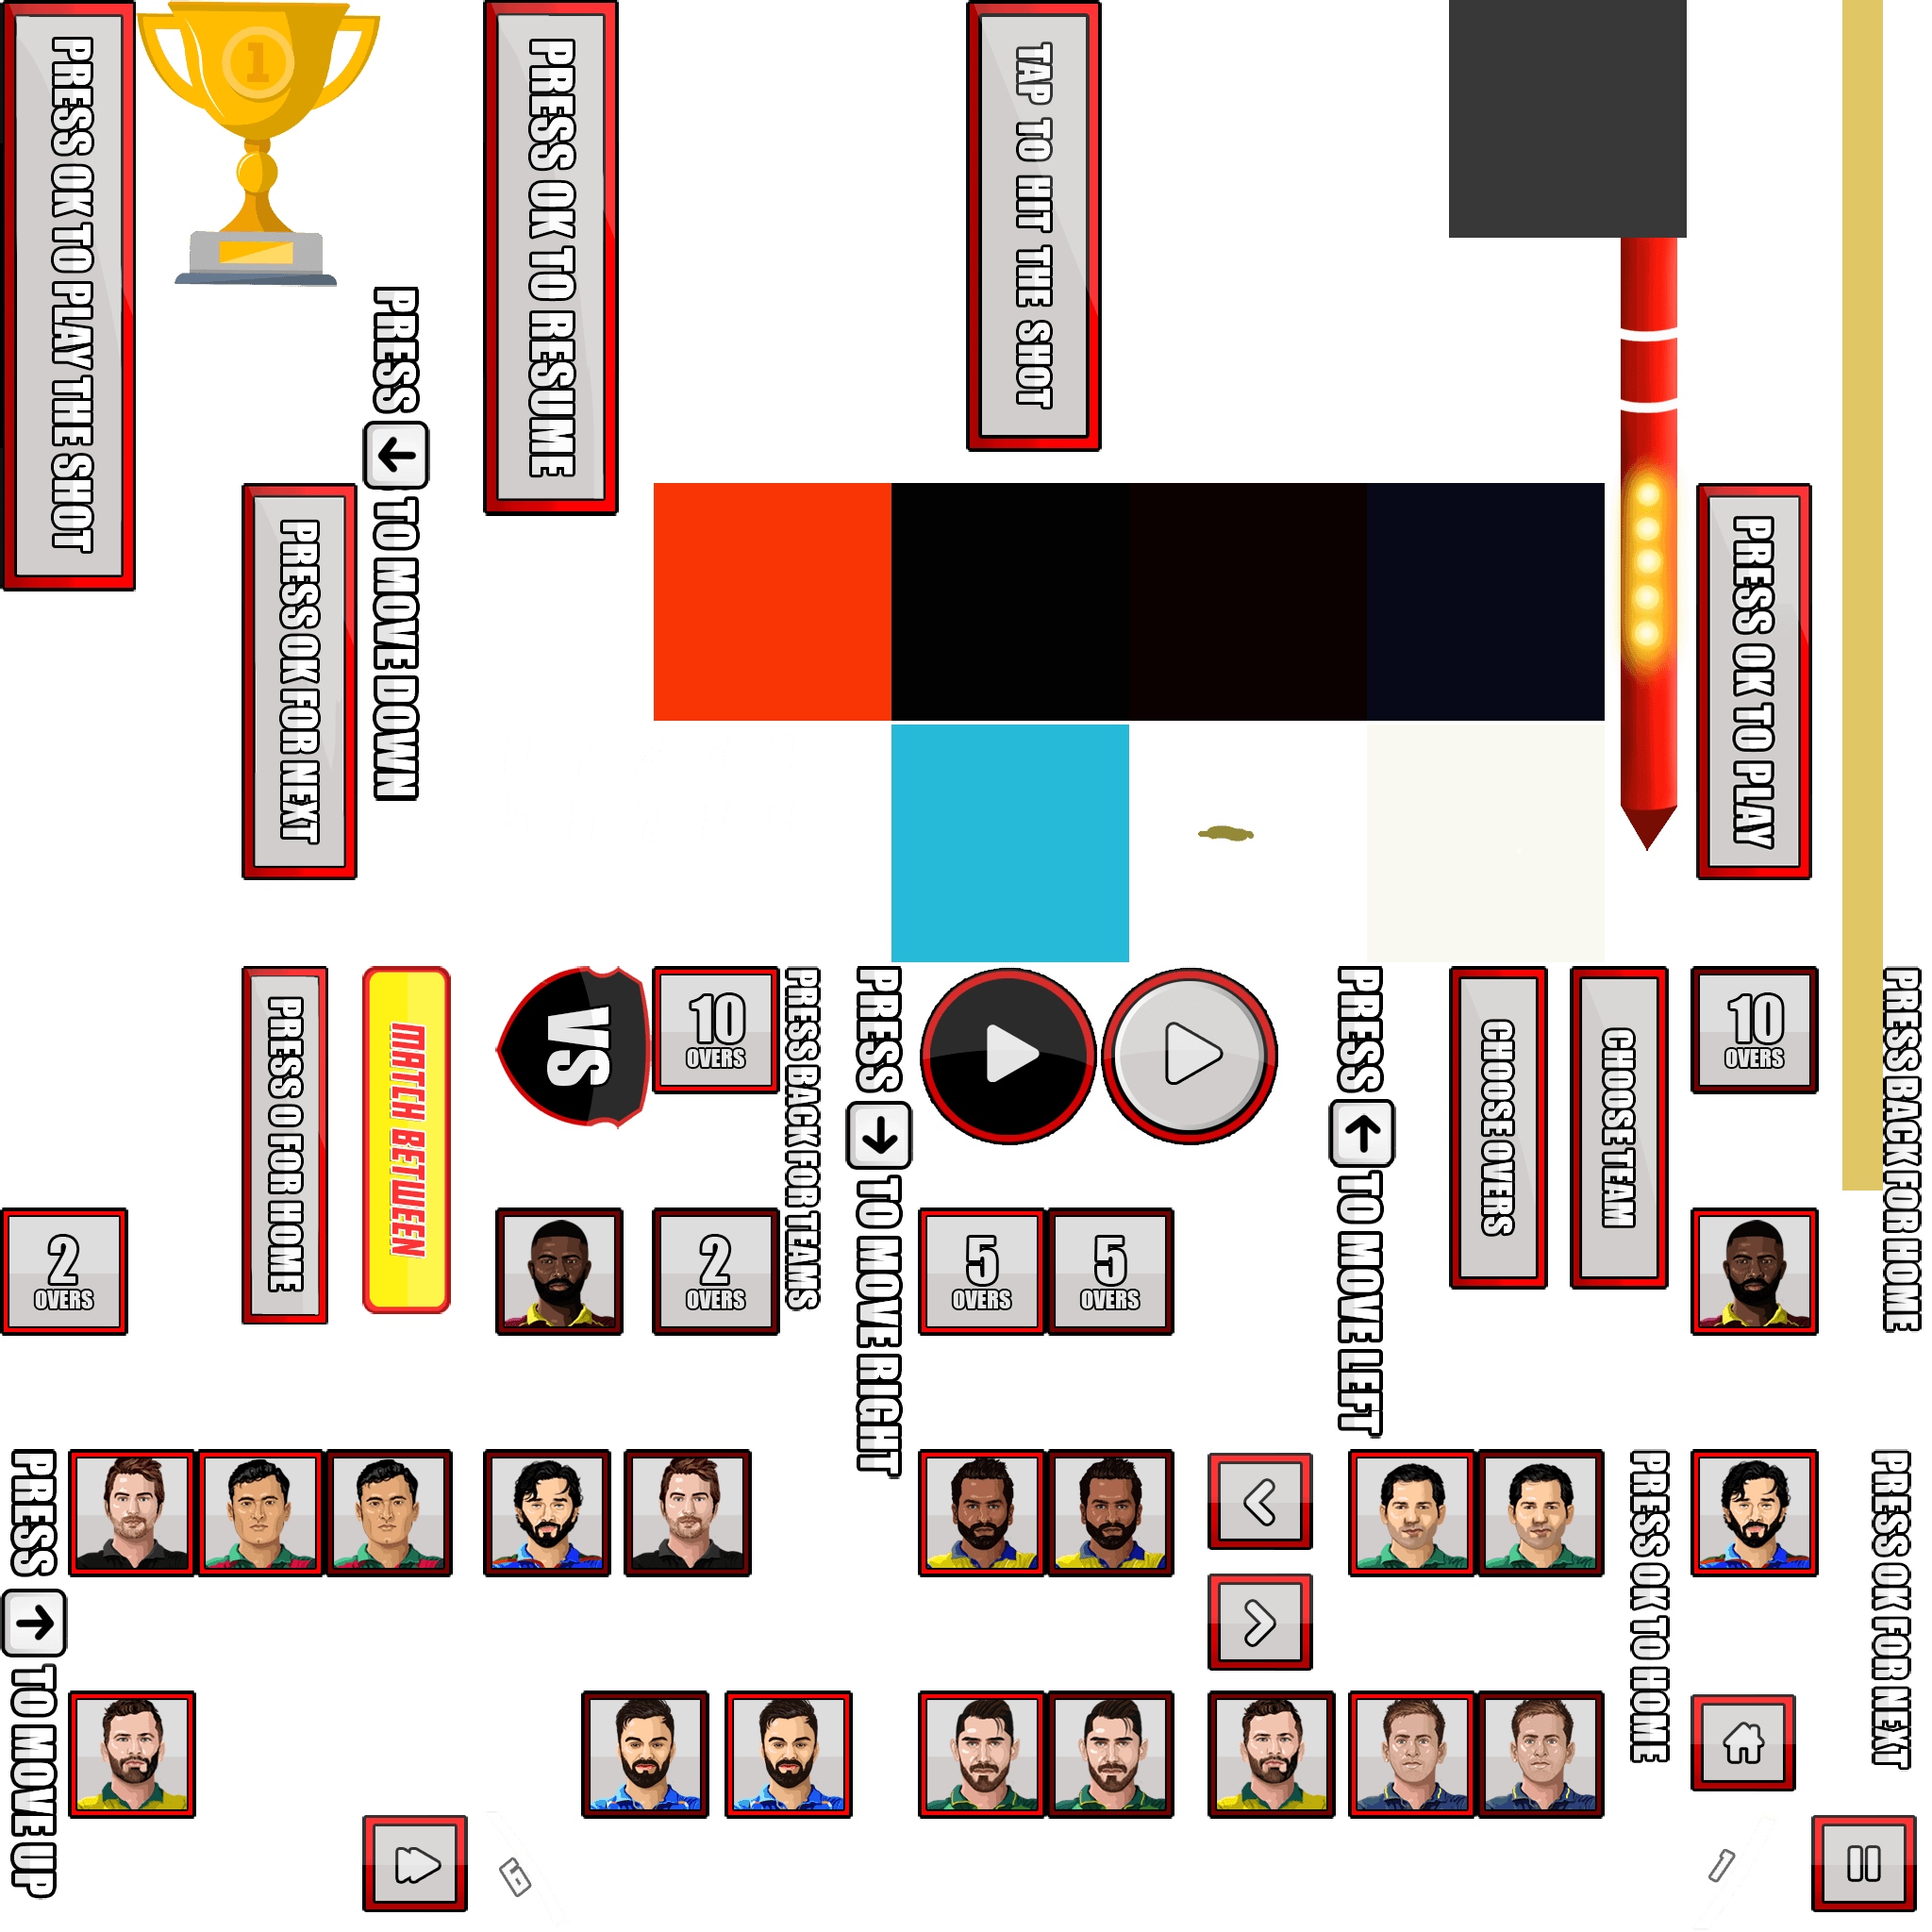 PRESS OK TO PLAY THE SHOT
1
PRESS OK TO RESUME
TAP TO HIT THE SHOT
PRESS ← TO MOVE DOWN
PRESS OK FOR NEXT
PRESS OK TO PLAY
PRESS O FOR HOME
MATCH BETWEEN
VS
10
OVERS
PRESS BACK FOR TEAMS
PRESS ↓ TO MOVE RIGHT
PRESS ↑ TO MOVE LEFT
CHOOSE OVERS
CHOOSE TEAM
10
OVERS
PRESS BACK FOR HOME
2
OVERS
2
OVERS
5
OVERS
5
OVERS
PRESS → TO MOVE UP
PRESS OK TO HOME
PRESS OK FOR NEXT
6
1